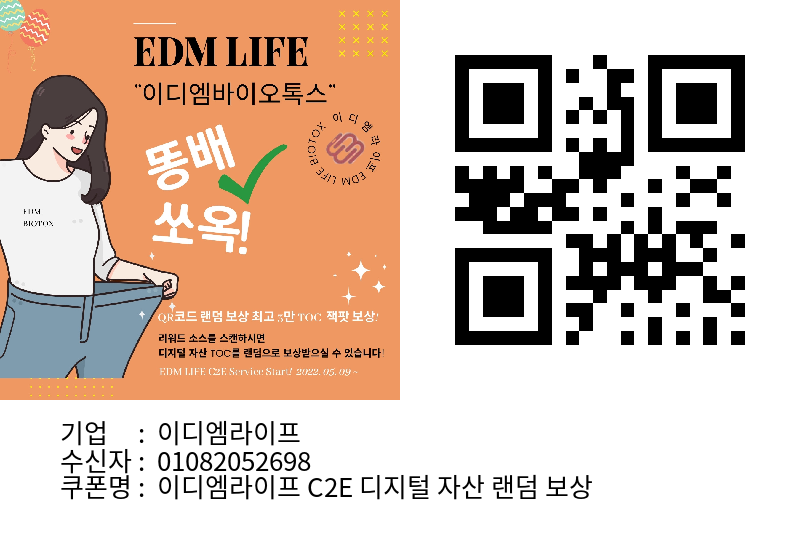 EDM LIFE
"이디엠바이오톡스"
이 디 엠 라 이 프 EDM LIFE BIOTOX
똥배
쏘옥!
EDM
BIOTOX
QR코드 랜덤 보상 최고 5만 TOC 잭팟 보상!
리워드 소스를 스캔하시면
디지털 자산 TOC를 랜덤으로 보상받으실 수 있습니다!
EDM LIFE C2E Service Start! 2022. 05. 09 ~
기업 : 이디엠라이프
수신자 : 01082052698
쿠폰명 : 이디엠라이프 C2E 디지털 자산 랜덤 보상